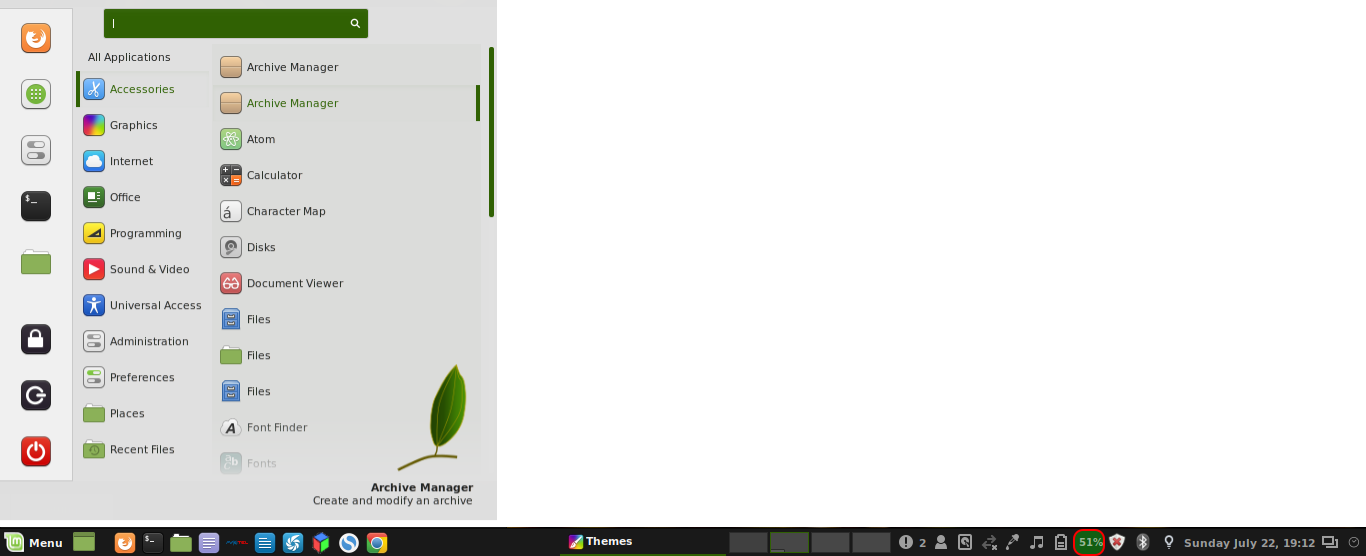 All Applications
Accessories
Graphics
Internet
Office
Programming
Sound & Video
Universal Access
Administration
Preferences
Places
Recent Files
Archive Manager
Archive Manager
Atom
Calculator
Character Map
Disks
Document Viewer
Files
Files
Files
Font Finder
Fonts
Archive Manager
Create and modify an archive
Menu
Themes
2
51%
Sunday July 22, 19:12